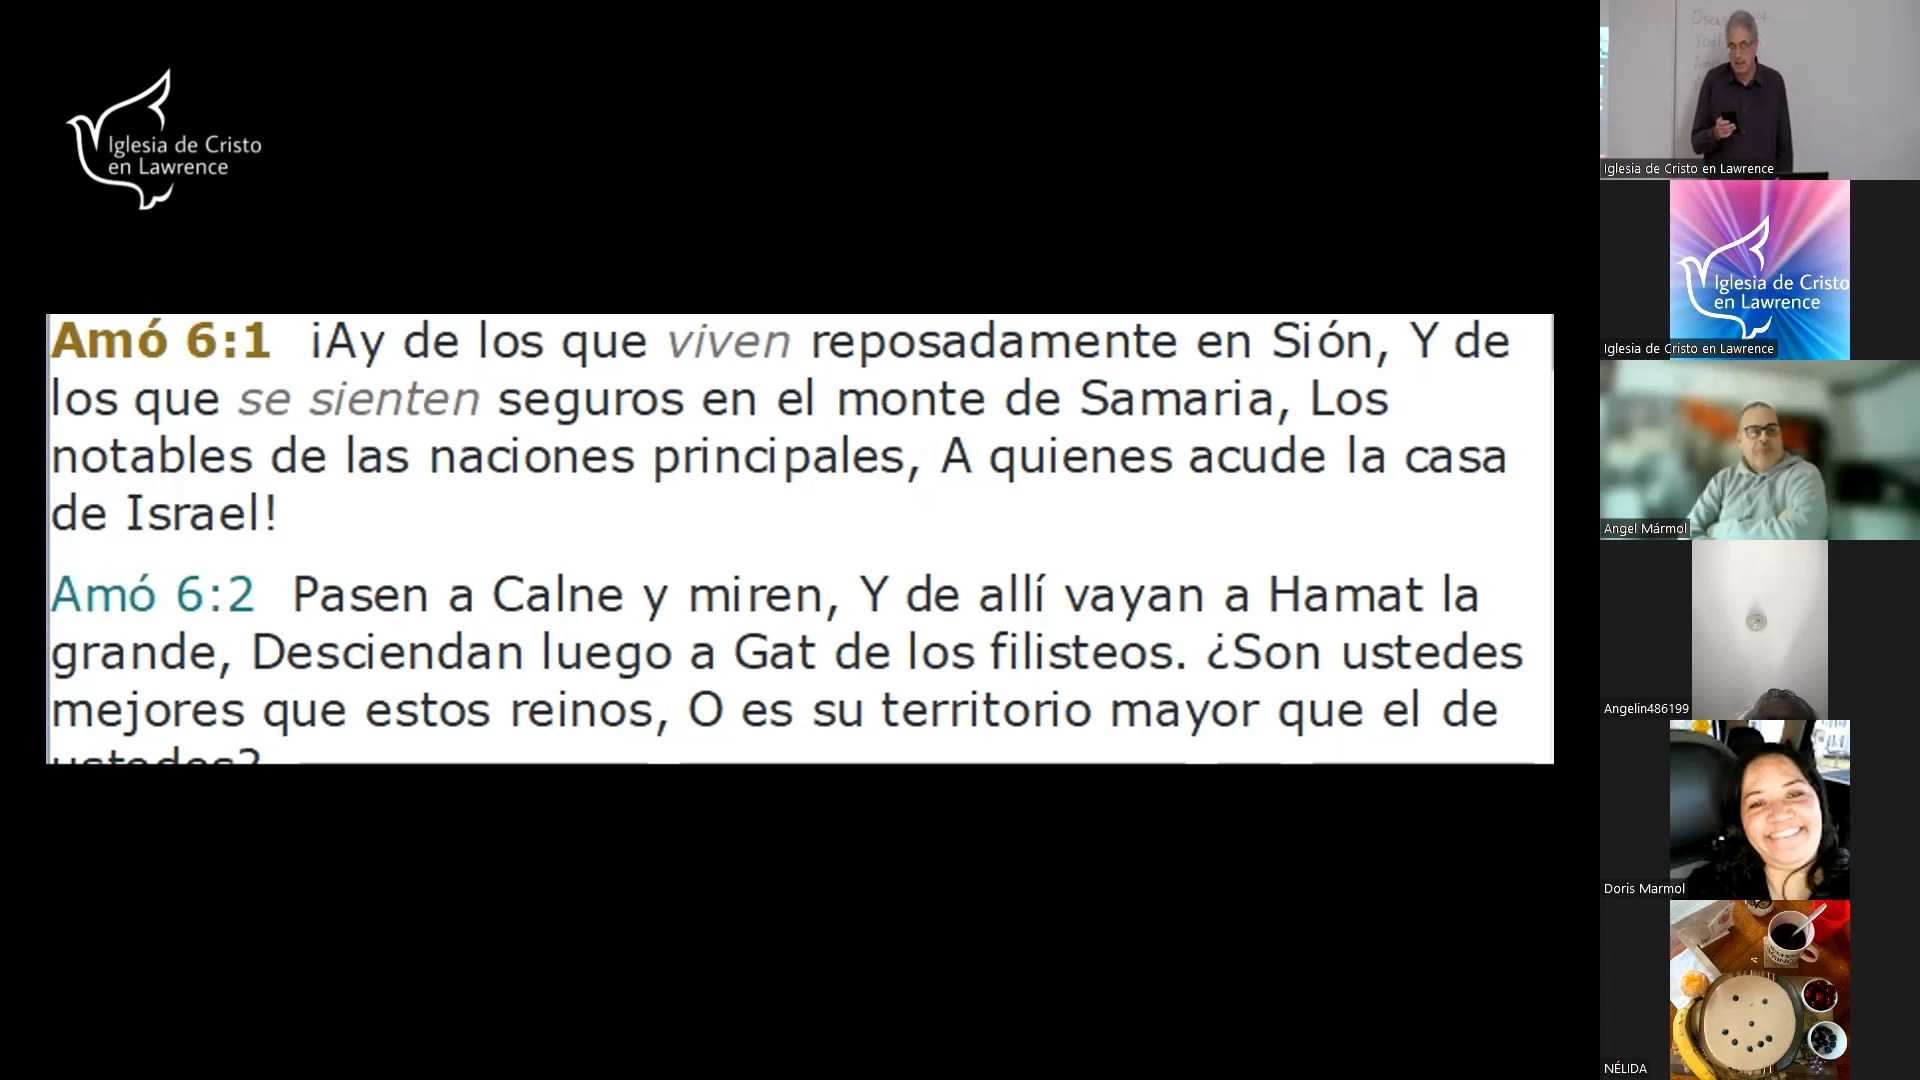 Iglesia de Cristo
en Lawrence
Amó 6:1 ¡Ay de los que viven reposadamente en Sión, Y de
los que se sienten seguros en el monte de Samaria, Los
notables de las naciones principales, A quienes acude la casa
de Israel!
Amó 6:2 Pasen a Calne y miren, Y de allí vayan a Hamat la
grande, Desciendan luego a Gat de los filisteos. ¿Son ustedes
mejores que estos reinos, O es su territorio mayor que el de
ustedes?
Iglesia de Cristo en Lawrence
Iglesia de Cristo
en Lawrence
Iglesia de Cristo en Lawrence
Angel Mármol
Angelin486199
Doris Marmol
NÉLIDA